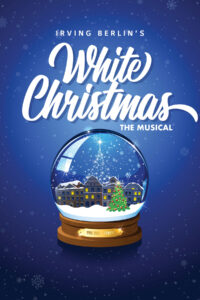 IRVING BERLIN'S
White
Christmas
THE MUSICAL